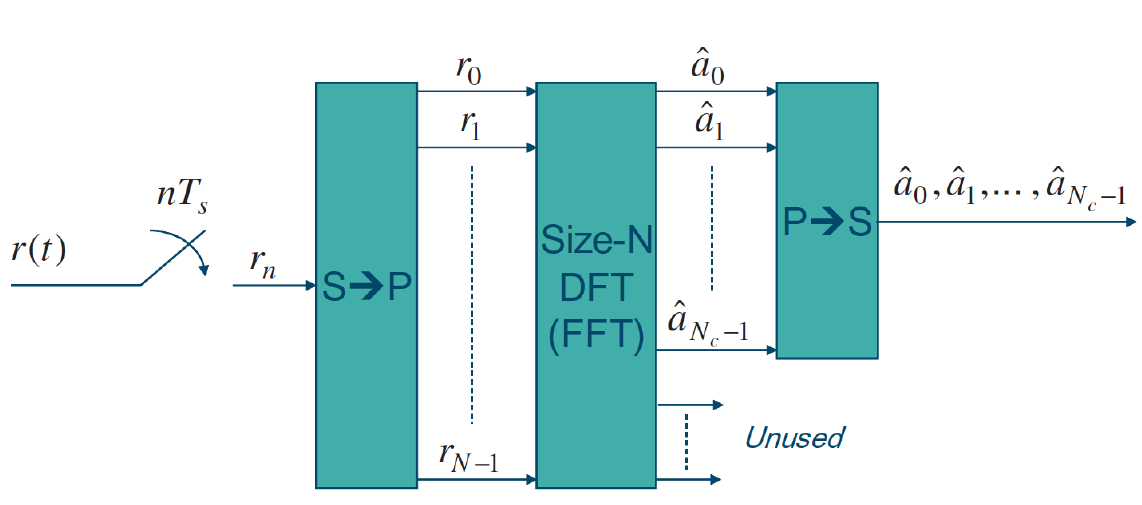 r(t)
nT_s
r_n
S➔P
r_0
r_1
r_{N-1}
Size-N
DFT
(FFT)
â_0
â_1
â_{N_c-1}
Unused
P➔S
â_0, â_1, ..., â_{N_c-1}